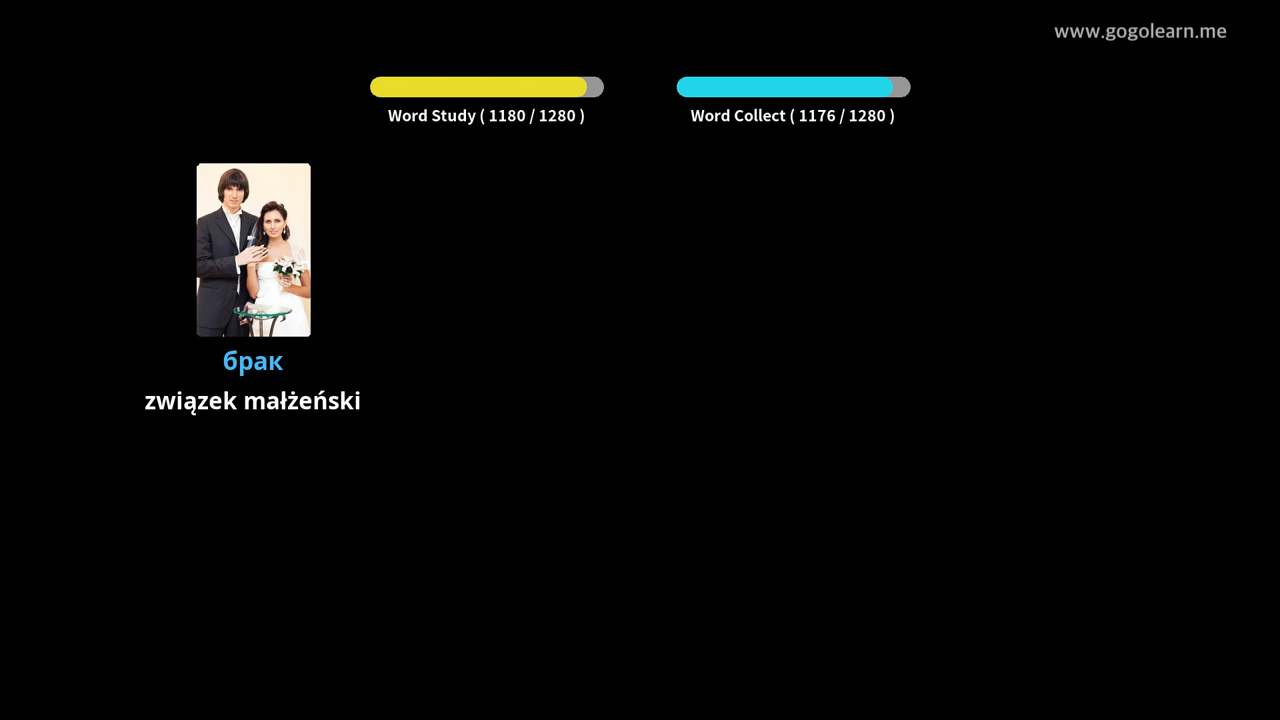 www.gogolearn.me
Word Study ( 1180 / 1280 )
Word Collect ( 1176 / 1280 )
брак
związek małżeński